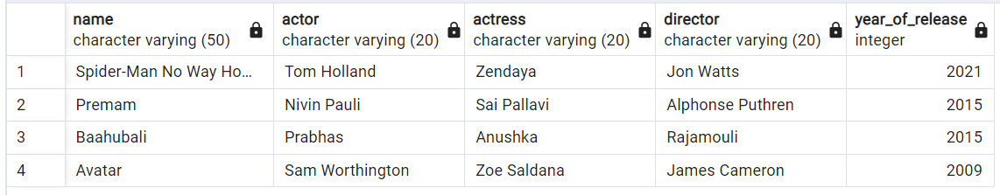 name actor actress director year_of_release
character varying (50) character varying (20) character varying (20) character varying (20) integer
1 Spider-Man No Way Ho... Tom Holland Zendaya Jon Watts 2021
2 Premam Nivin Pauli Sai Pallavi Alphonse Puthren 2015
3 Baahubali Prabhas Anushka Rajamouli 2015
4 Avatar Sam Worthington Zoe Saldana James Cameron 2009